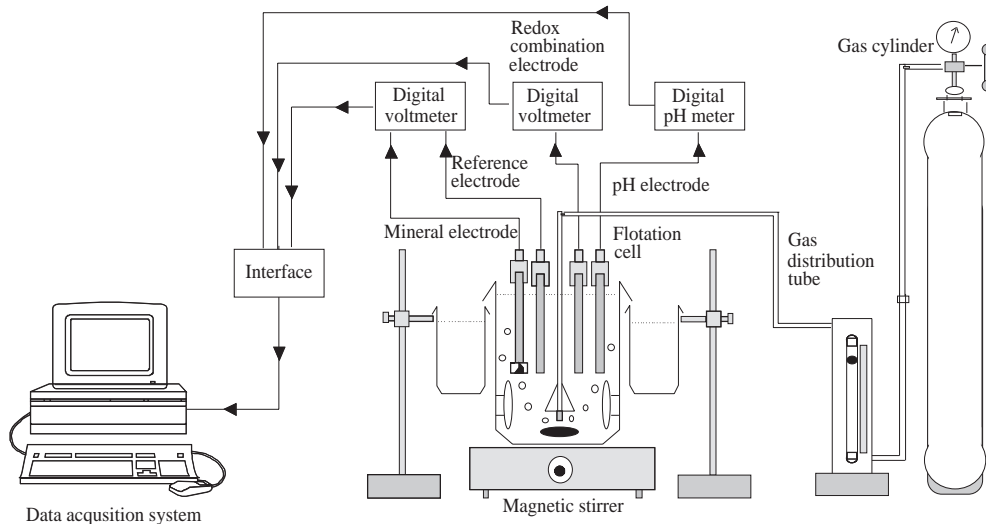 Redox
combination
electrode
Gas cylinder
Digital
voltmeter
Digital
voltmeter
Digital
pH meter
Reference
electrode
pH electrode
Mineral electrode
Flotation
cell
Gas
distribution
tube
Interface
Magnetic stirrer
Data acqusition system